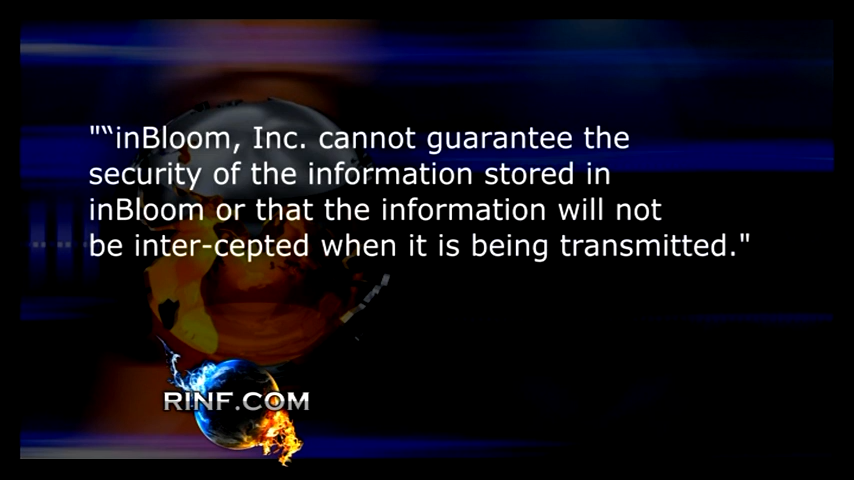 "“inBloom, Inc. cannot guarantee the
security of the information stored in
inBloom or that the information will not
be inter-cepted when it is being transmitted."
RINF.COM